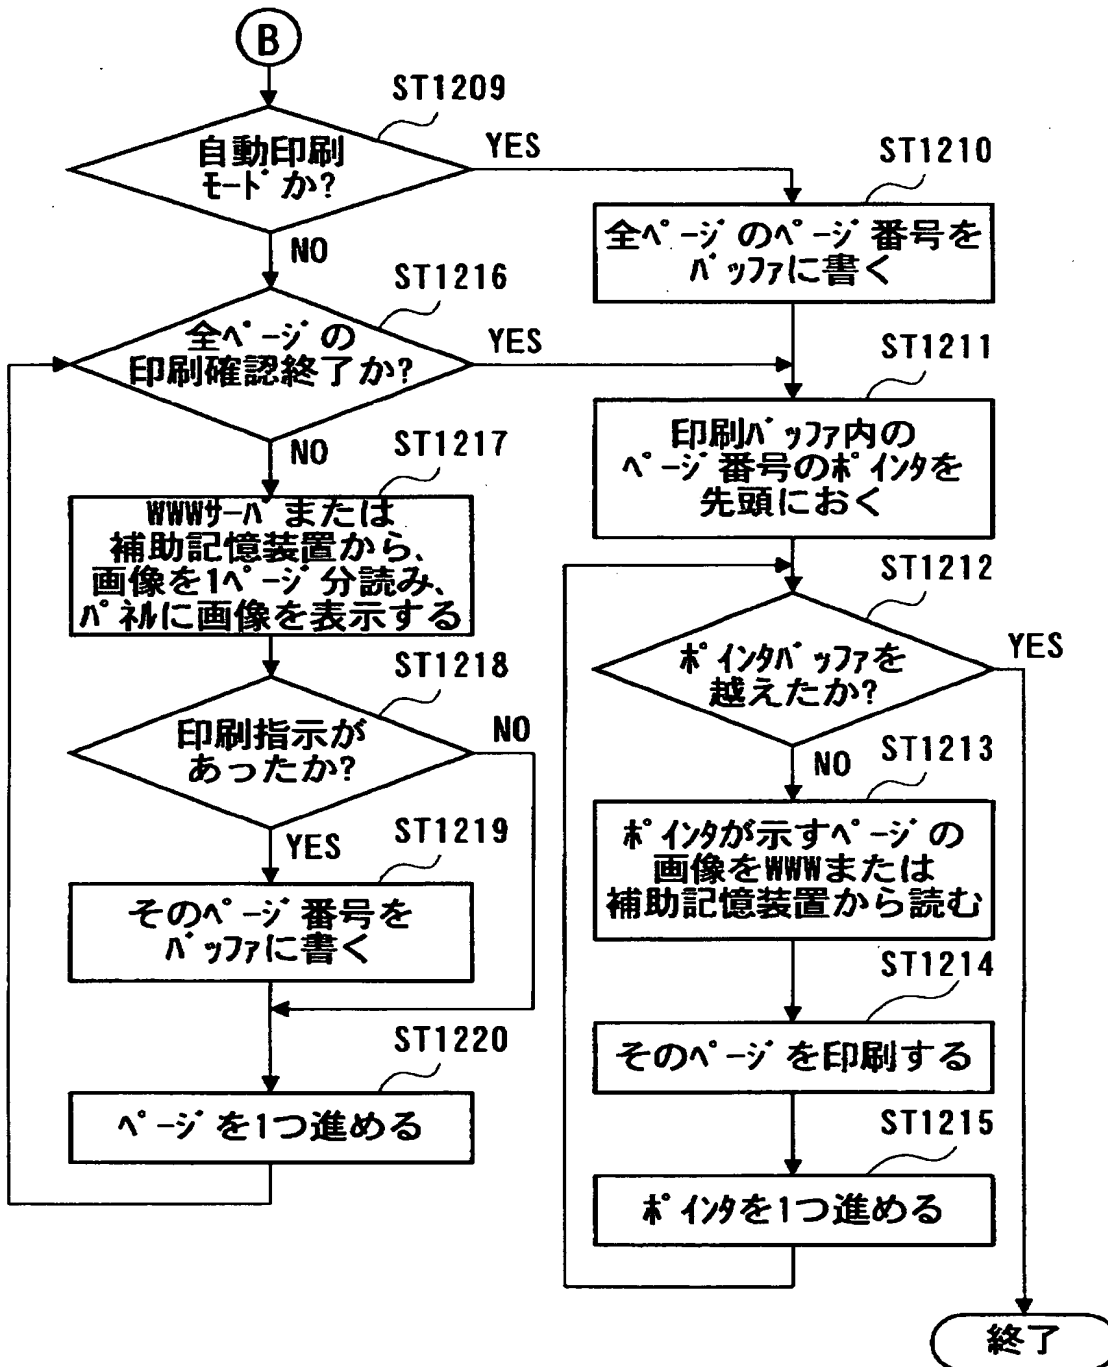 B
ST1209
自動印刷
ﾓｰﾄﾞか?
YES
NO
ST1210
全ﾍﾟｰｼﾞのﾍﾟｰｼﾞ番号を
ﾊﾞｯﾌｧに書く
ST1216
全ﾍﾟｰｼﾞの
印刷確認終了か?
YES
NO
ST1211
印刷ﾊﾞｯﾌｧ内の
ﾍﾟｰｼﾞ番号のﾎﾟｲﾝﾀを
先頭におく
ST1217
WWWｻｰﾊﾞまたは
補助記憶装置から、
画像を1ﾍﾟｰｼﾞ分読み、
ﾊﾟﾈﾙに画像を表示する
ST1212
ﾎﾟｲﾝﾀﾊﾞｯﾌｧを
越えたか?
YES
NO
ST1218
印刷指示が
あったか?
NO
YES
ST1213
ﾎﾟｲﾝﾀが示すﾍﾟｰｼﾞの
画像をWWWまたは
補助記憶装置から読む
ST1219
そのﾍﾟｰｼﾞ番号を
ﾊﾞｯﾌｧに書く
ST1214
そのﾍﾟｰｼﾞを印刷する
ST1220
ﾍﾟｰｼﾞを1つ進める
ST1215
ﾎﾟｲﾝﾀを1つ進める
終了